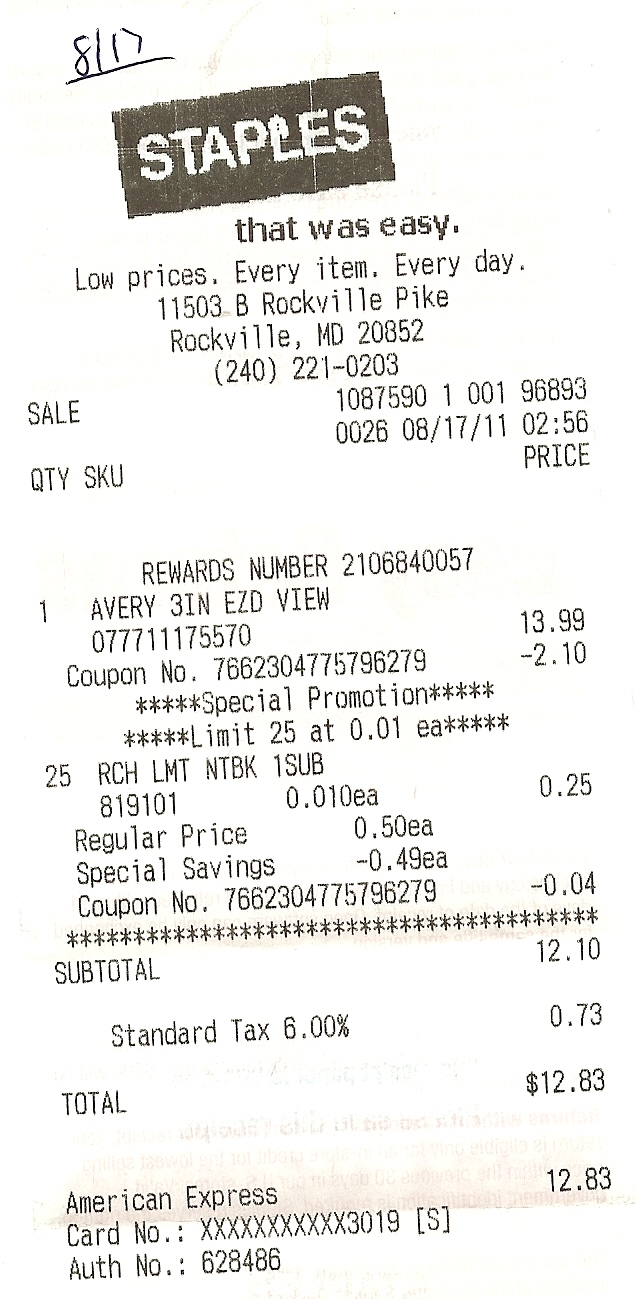 8/17
STAPLES
that was easy.
Low prices. Every item. Every day.
11503 B Rockville Pike
Rockville, MD 20852
(240) 221-0203
SALE 1087590 1 001 96893
0026 08/17/11 02:56
QTY SKU PRICE
REWARDS NUMBER 2106840057
1 AVERY 3IN EZD VIEW
077711175570 13.99
Coupon No. 7662304775796279 -2.10
*****Special Promotion*****
*****Limit 25 at 0.01 ea*****
25 RCH LMT NTBK 1SUB
819101 0.010ea 0.25
Regular Price 0.50ea
Special Savings -0.49ea
Coupon No. 7662304775796279 -0.04
****************************************
SUBTOTAL 12.10
Standard Tax 6.00% 0.73
TOTAL $12.83
American Express 12.83
Card No.: XXXXXXXXXXX3019 [S]
Auth No.: 628486